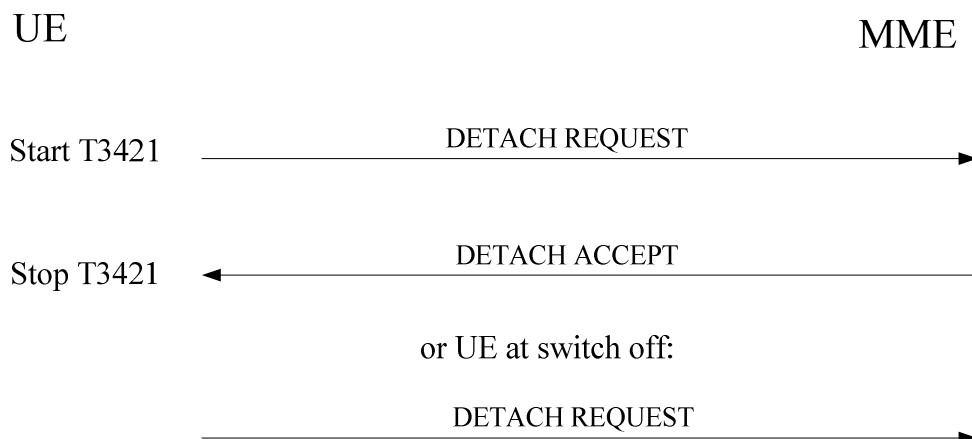 UE
MME
Start T3421
DETACH REQUEST
Stop T3421
DETACH ACCEPT
or UE at switch off:
DETACH REQUEST